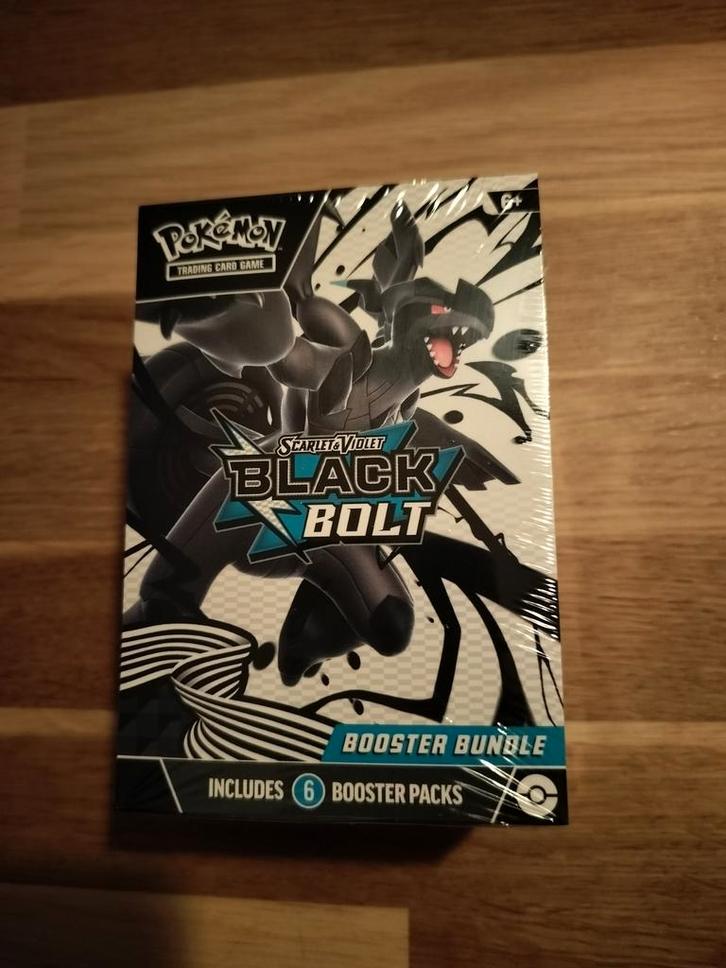 POKÉMON
TRADING CARD GAME
6+
SCARLET & VIOLET
BLACK
BOLT
BOOSTER BUNDLE
INCLUDES 6 BOOSTER PACKS